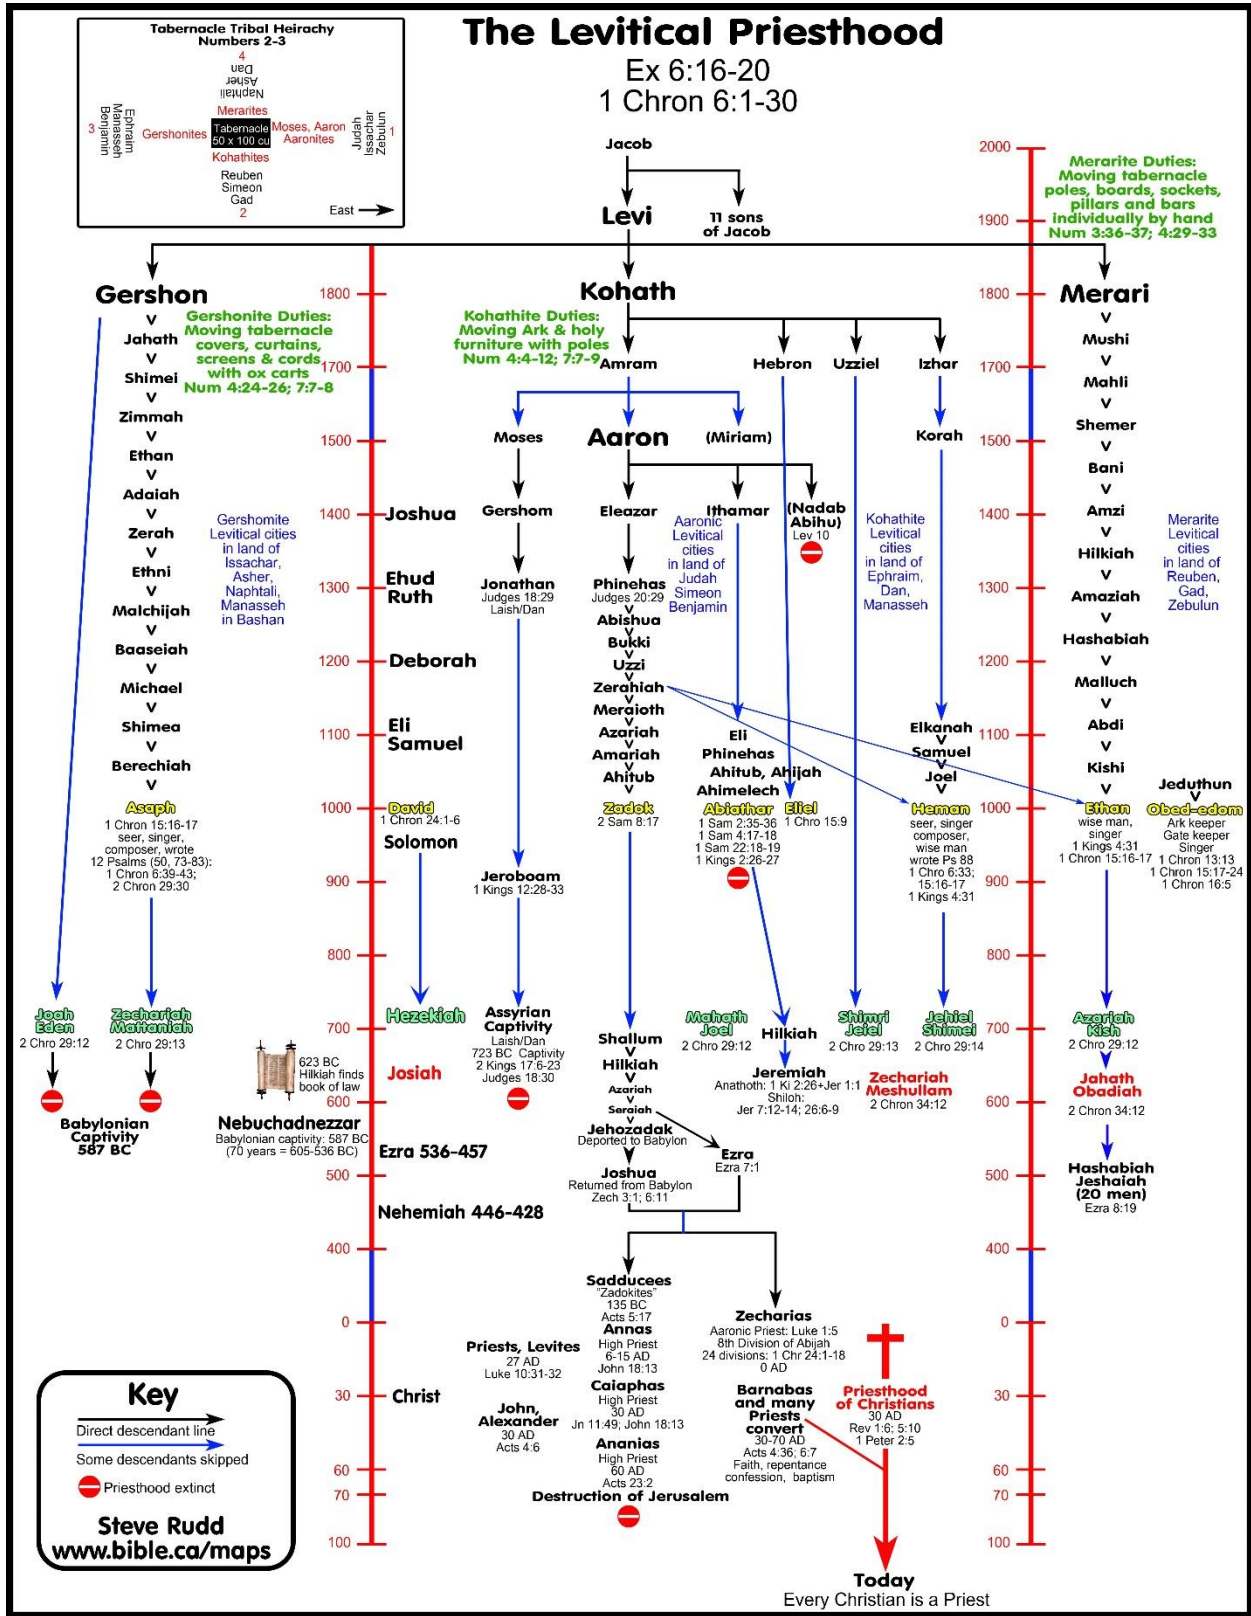 The Levitical Priesthood
Ex 6:16-20
1 Chron 6:1-30
Tabernacle Tribal Heirachy
Numbers 2-3
4
Dan
Asher
Naphtali
Merarites
3
Benjamin
Manasseh
Ephraim
Gershonites
Tabernacle
50 x 100 cu
Moses, Aaron
Aaronites
Judah
Issachar
Zebulun
1
Kohathites
Reuben
Simeon
Gad
2
East
Jacob
Levi
11 sons
of Jacob
Merarite Duties:
Moving tabernacle
poles, boards, sockets,
pillars and bars
individually by hand
Num 3:36-37; 4:29-33
Gershon
Jahath
Shimei
Zimmah
Ethan
Adaiah
Zerah
Ethni
Malchijah
Baaseiah
Michael
Shimea
Berechiah
Asaph
1 Chron 15:16-17
seer, singer,
composer, wrote
12 Psalms (50, 73-83):
1 Chron 6:39-43;
2 Chron 29:30
Joah
Eden
2 Chro 29:12
Zechariah
Mattaniah
2 Chro 29:13
Babylonian
Captivity
587 BC
Gershonite Duties:
Moving tabernacle
covers, curtains,
screens & cords
with ox carts
Num 4:24-26; 7:7-8
Gershomite
Levitical cities
in land of
Issachar,
Asher,
Naphtali,
Manasseh
in Bashan
1800
1700
1500
1400
1300
1200
1100
1000
900
800
700
600
500
400
0
30
60
70
100
Joshua
Ehud
Ruth
Deborah
Eli
Samuel
David
1 Chron 24:1-6
Solomon
Hezekiah
623 BC
Hilkiah finds
book of law
Josiah
Nebuchadnezzar
Babylonian captivity: 587 BC
(70 years = 605-536 BC)
Ezra 536-457
Nehemiah 446-428
Christ
Kohath
Kohathite Duties:
Moving Ark & holy
furniture with poles
Num 4:4-12; 7:7-9
Amram
Hebron
Uzziel
Izhar
Moses
Aaron
(Miriam)
Korah
Gershom
Jonathan
Judges 18:29
Laish/Dan
Jeroboam
1 Kings 12:28-33
Assyrian
Captivity
Laish/Dan
723 BC Captivity
2 Kings 17:6-23
Judges 18:30
Eleazar
Ithamar
(Nadab
Abihu)
Lev 10
Phinehas
Judges 20:29
Abishua
Bukki
Uzzi
Zerahiah
Meraioth
Azariah
Amariah
Ahitub
Zadok
2 Sam 8:17
Aaronic
Levitical
cities
in land of
Judah
Simeon
Benjamin
Kohathite
Levitical
cities
in land of
Ephraim,
Dan,
Manasseh
Eli
Phinehas
Ahitub, Ahijah
Ahimelech
Abiathar
1 Sam 2:35-36
1 Sam 4:17-18
1 Sam 22:18-19
1 Kings 2:26-27
Eliel
1 Chro 15:9
Elkanah
Samuel
Joel
Heman
seer, singer
composer,
wise man
wrote Ps 88
1 Chro 6:33;
15:16-17
1 Kings 4:31
Shallum
Hilkiah
Azariah
Seraiah
Jehozadak
Deported to Babylon
Joshua
Returned from Babylon
Zech 3:1; 6:11
Ezra
Ezra 7:1
Mahath
Joel
2 Chro 29:12
Hilkiah
Jeremiah
Anathoth: 1 Ki 2:26+Jer 1:1
Shiloh:
Jer 7:12-14; 26:6-9
Shimri
Jeiel
2 Chro 29:13
Jehiel
Shimei
2 Chro 29:14
Zechariah
Meshullam
2 Chron 34:12
2000
1900
1800
1700
1500
1400
1300
1200
1100
1000
900
800
700
600
500
400
0
30
60
70
100
Merari
Mushi
Mahli
Shemer
Bani
Amzi
Hilkiah
Amaziah
Hashabiah
Malluch
Abdi
Kishi
Ethan
wise man,
singer
1 Kings 4:31
1 Chron 15:16-17
Merarite
Levitical
cities
in land of
Reuben,
Gad,
Zebulun
Jeduthun
Obed-edom
Ark keeper
Gate keeper
Singer
1 Chron 13:13
1 Chron 15:17-24
1 Chron 16:5
Azariah
Kish
2 Chro 29:12
Jahath
Obadiah
2 Chron 34:12
Hashabiah
Jeshaiah
(20 men)
Ezra 8:19
Sadducees
"Zadokites"
135 BC
Acts 5:17
Annas
High Priest
6-15 AD
John 18:13
Caiaphas
High Priest
30 AD
Jn 11:49; John 18:13
Ananias
High Priest
60 AD
Acts 23:2
Destruction of Jerusalem
Priests, Levites
27 AD
Luke 10:31-32
John,
Alexander
30 AD
Acts 4:6
Zecharias
Aaronic Priest: Luke 1:5
8th Division of Abijah
24 divisions: 1 Chr 24:1-18
0 AD
Barnabas
and many
Priests
convert
30-70 AD
Acts 4:36; 6:7
Faith, repentance
confession, baptism
Priesthood
of Christians
30 AD
Rev 1:6; 5:10
1 Peter 2:5
Today
Every Christian is a Priest
Key
Direct descendant line
Some descendants skipped
Priesthood extinct
Steve Rudd
www.bible.ca/maps